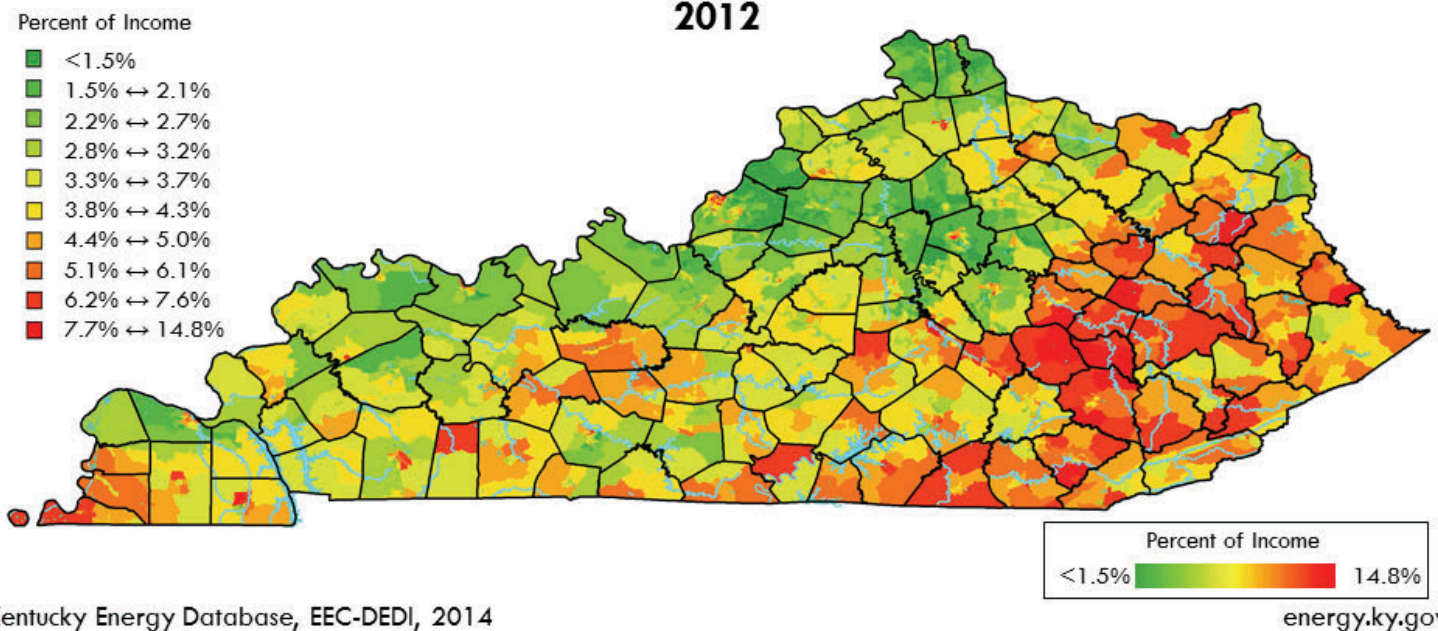 2012
Percent of Income
<1.5%
1.5% ↔ 2.1%
2.2% ↔ 2.7%
2.8% ↔ 3.2%
3.3% ↔ 3.7%
3.8% ↔ 4.3%
4.4% ↔ 5.0%
5.1% ↔ 6.1%
6.2% ↔ 7.6%
7.7% ↔ 14.8%
Percent of Income
<1.5% 14.8%
entucky Energy Database, EEC-DEDI, 2014
energy.ky.gov